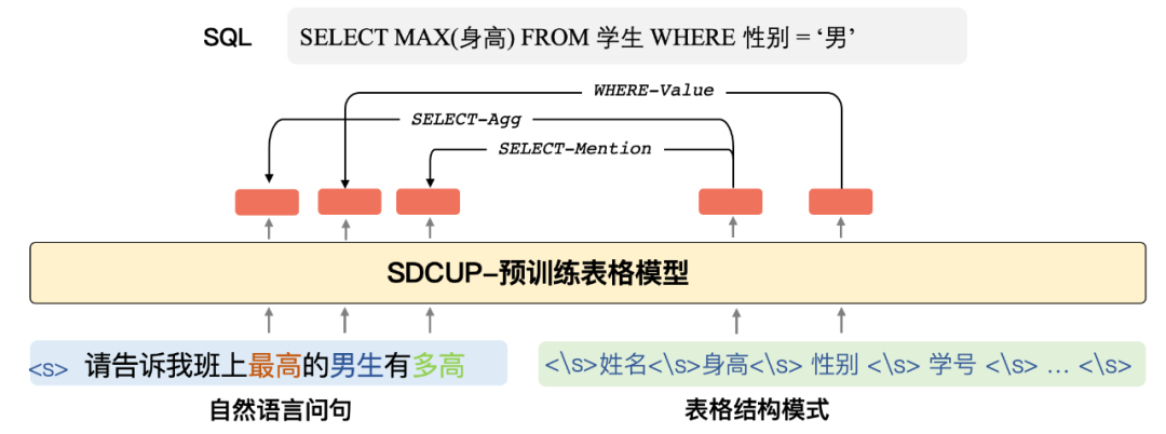 SQL SELECT MAX(身高) FROM 学生 WHERE 性别 = ‘男’
WHERE-Value
SELECT-Agg
SELECT-Mention
SDCUP-预训练表格模型
<s> 请告诉我班上最高的男生有多高
<\s>姓名<\s>身高<\s> 性别 <\s> 学号 <\s> ... <\s>
自然语言问句
表格结构模式